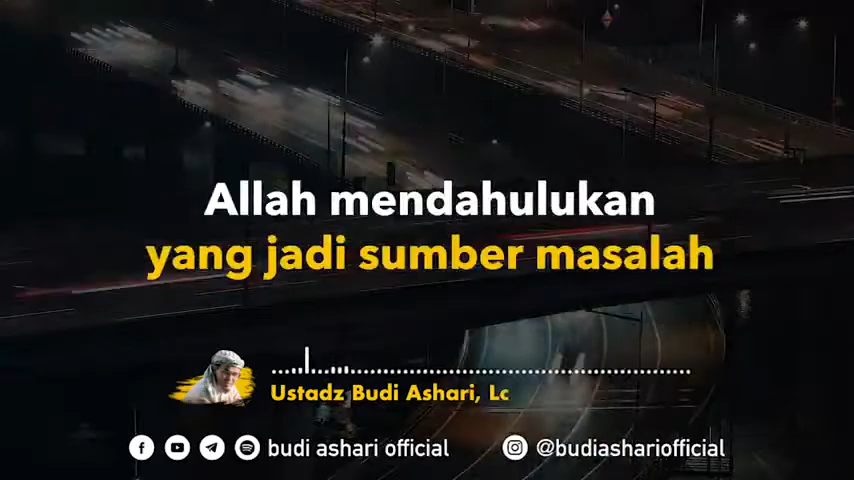 Allah mendahulukan
yang jadi sumber masalah
Ustadz Budi Ashari, Lc
budi ashari official @budiashariofficial